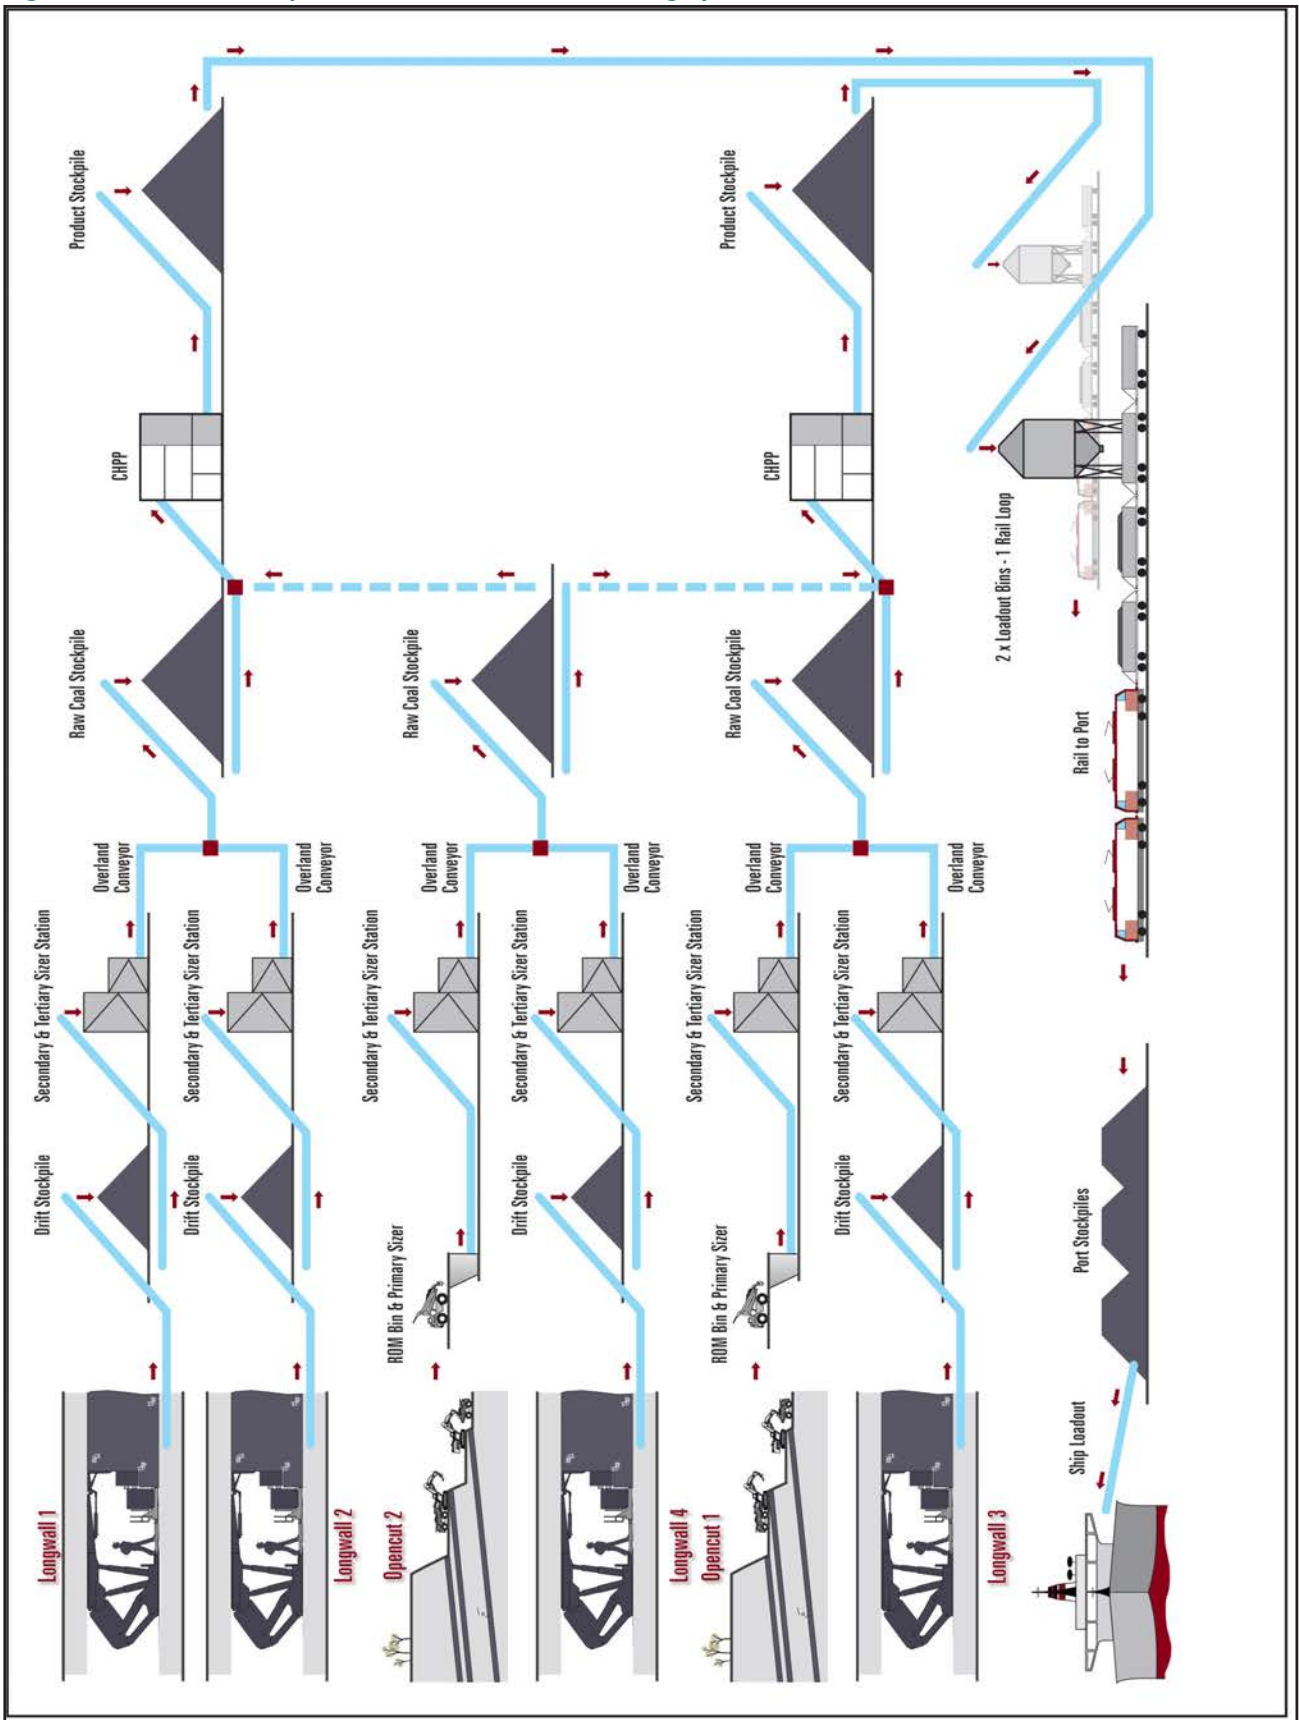 Longwall 1
Drift Stockpile
Secondary & Tertiary Sizer Station
Overland
Conveyor
Raw Coal Stockpile
CHPP
Product Stockpile
Longwall 2
Drift Stockpile
Secondary & Tertiary Sizer Station
Overland
Conveyor
Opencut 2
ROM Bin & Primary Sizer
Secondary & Tertiary Sizer Station
Overland
Conveyor
Raw Coal Stockpile
Longwall 4
Drift Stockpile
Secondary & Tertiary Sizer Station
Overland
Conveyor
Opencut 1
ROM Bin & Primary Sizer
Secondary & Tertiary Sizer Station
Overland
Conveyor
Raw Coal Stockpile
CHPP
Product Stockpile
Longwall 3
Drift Stockpile
Secondary & Tertiary Sizer Station
Overland
Conveyor
2 x Loadout Bins - 1 Rail Loop
Ship Loadout
Port Stockpiles
Rail to Port